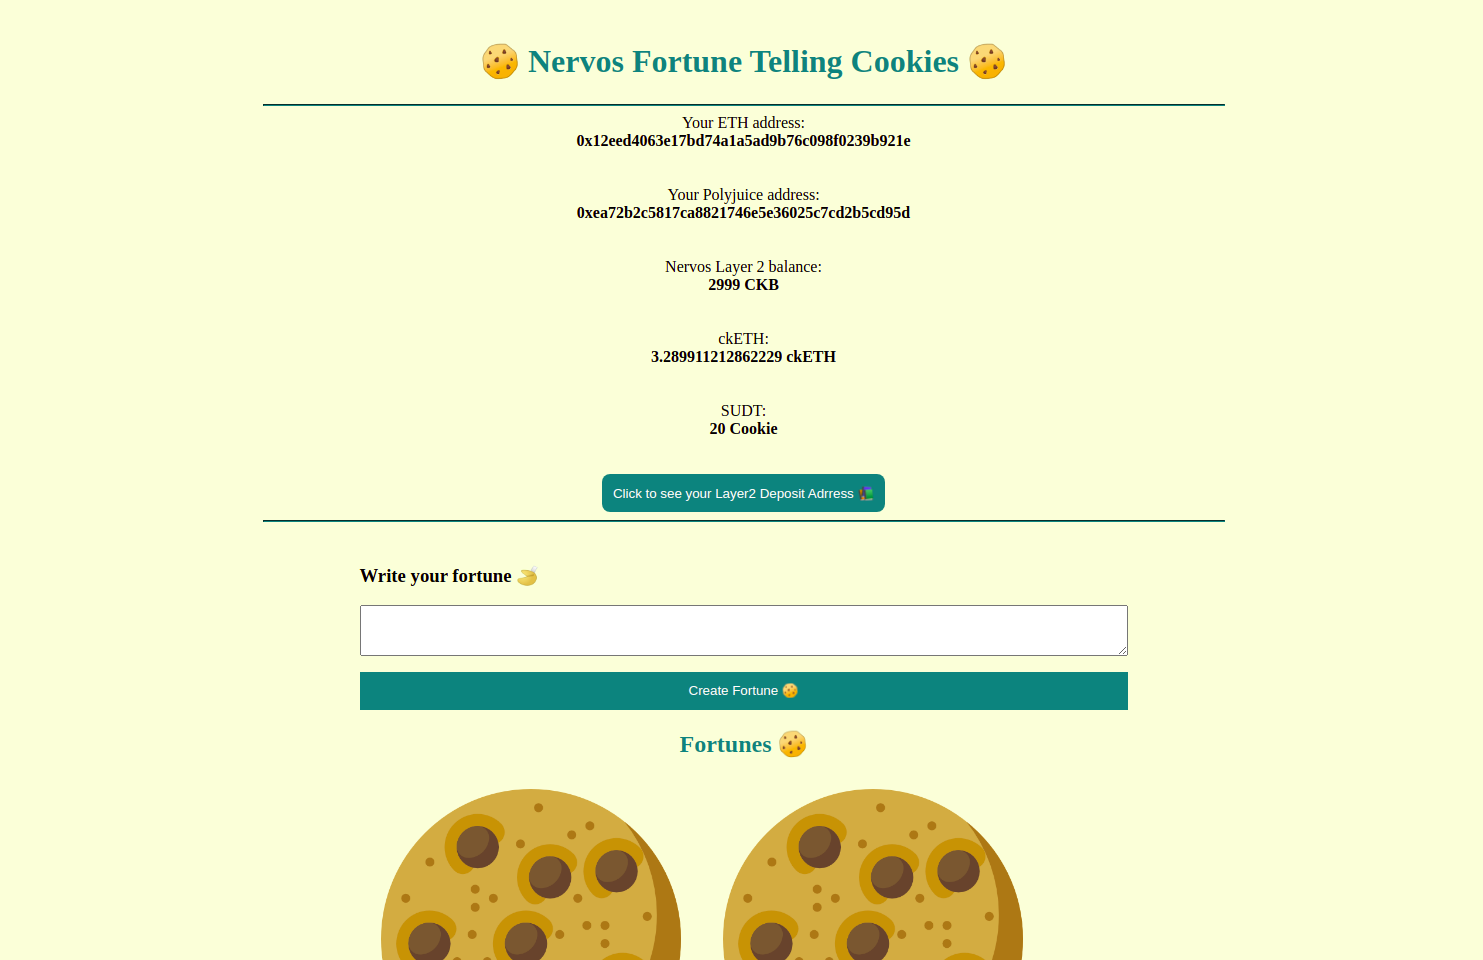 Nervos Fortune Telling Cookies
Your ETH address:
0x12eed4063e17bd74a1a5ad9b76c098f0239b921e
Your Polyjuice address:
0xea72b2c5817ca8821746e5e36025c7cd2b5cd95d
Nervos Layer 2 balance:
2999 CKB
ckETH:
3.289911212862229 ckETH
SUDT:
20 Cookie
Click to see your Layer2 Deposit Adrress
Write your fortune
Create Fortune
Fortunes